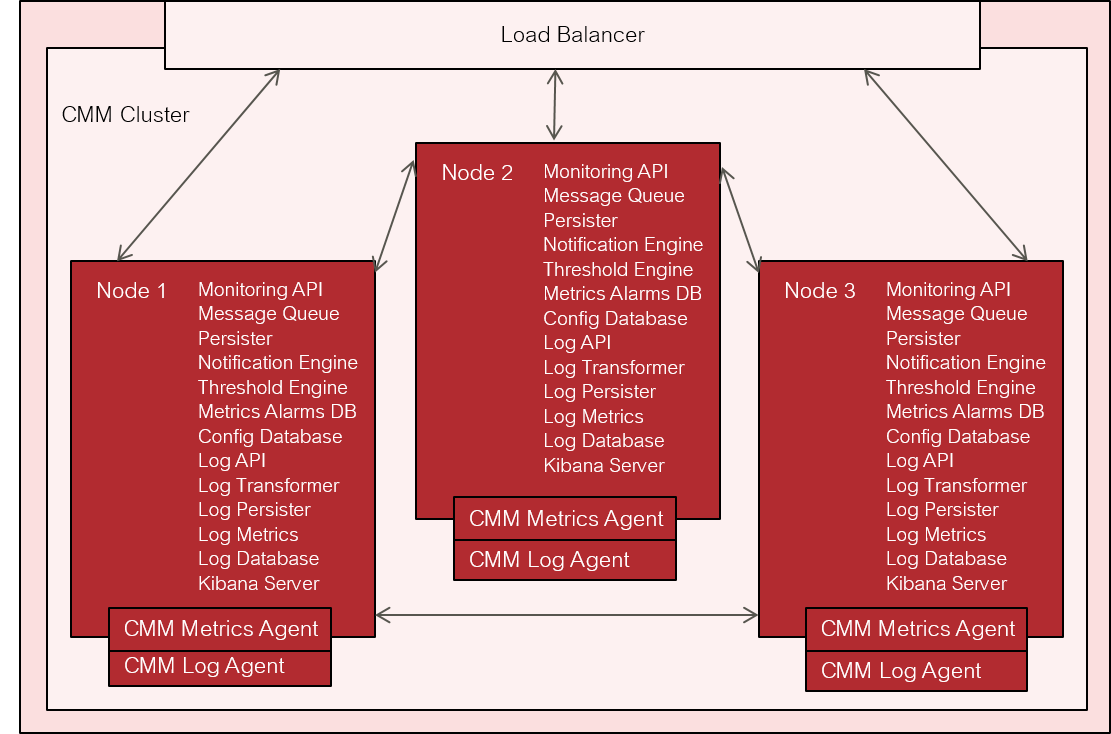 Load Balancer
CMM Cluster
Node 1
Monitoring API
Message Queue
Persister
Notification Engine
Threshold Engine
Metrics Alarms DB
Config Database
Log API
Log Transformer
Log Persister
Log Metrics
Log Database
Kibana Server
CMM Metrics Agent
CMM Log Agent
Node 2
Monitoring API
Message Queue
Persister
Notification Engine
Threshold Engine
Metrics Alarms DB
Config Database
Log API
Log Transformer
Log Persister
Log Metrics
Log Database
Kibana Server
CMM Metrics Agent
CMM Log Agent
Node 3
Monitoring API
Message Queue
Persister
Notification Engine
Threshold Engine
Metrics Alarms DB
Config Database
Log API
Log Transformer
Log Persister
Log Metrics
Log Database
Kibana Server
CMM Metrics Agent
CMM Log Agent